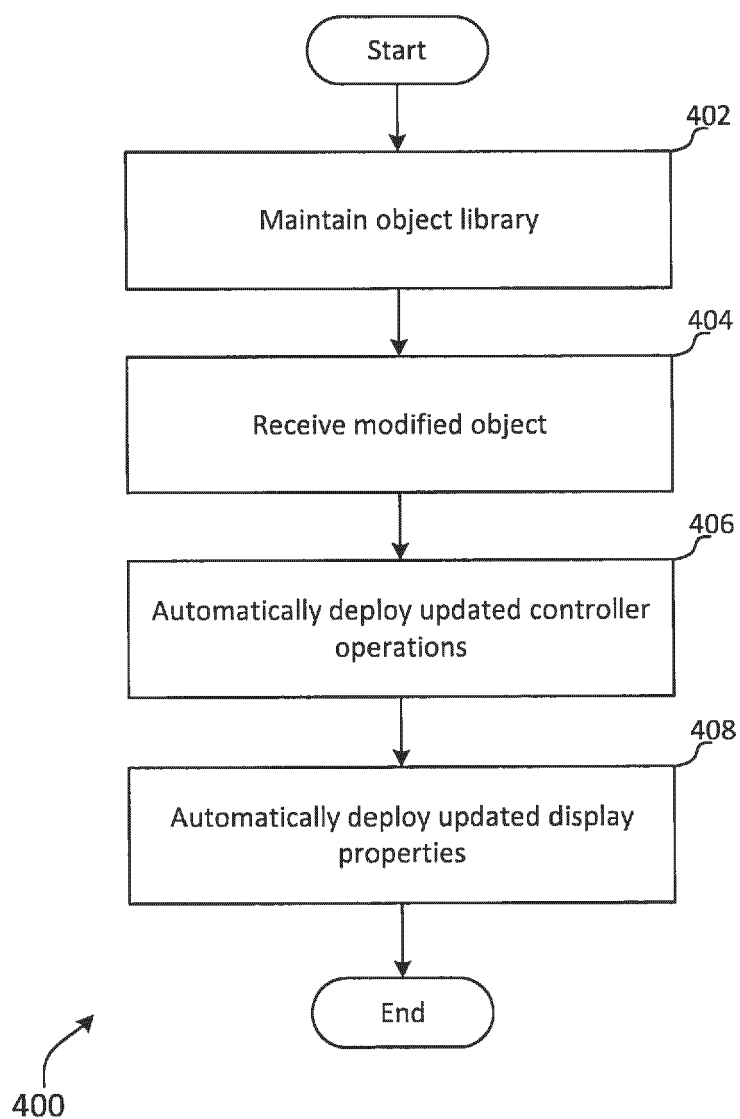 Start
402
Maintain object library
404
Receive modified object
406
Automatically deploy updated controller
operations
408
Automatically deploy updated display
properties
End
400